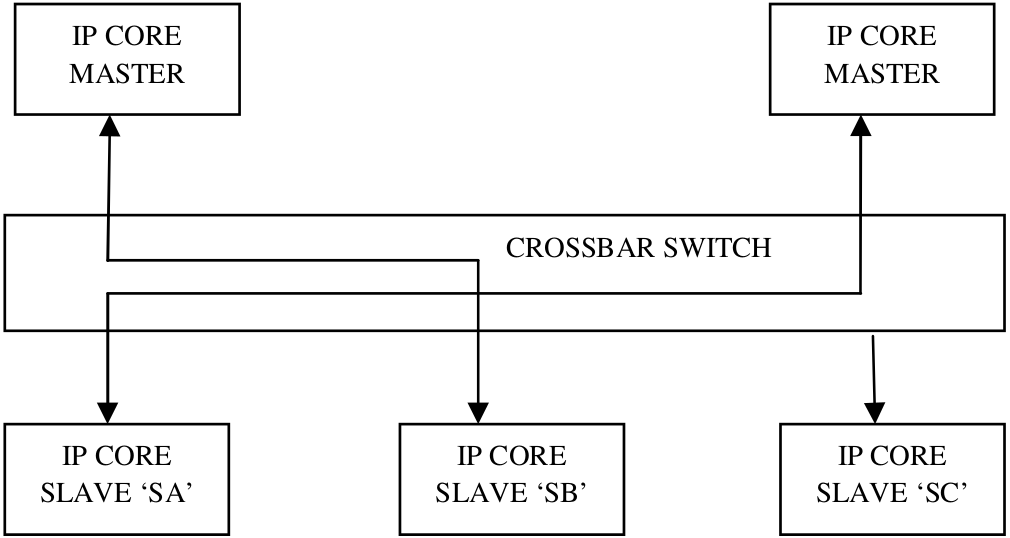 IP CORE
MASTER
IP CORE
MASTER
CROSSBAR SWITCH
IP CORE
SLAVE ‘SA’
IP CORE
SLAVE ‘SB’
IP CORE
SLAVE ‘SC’